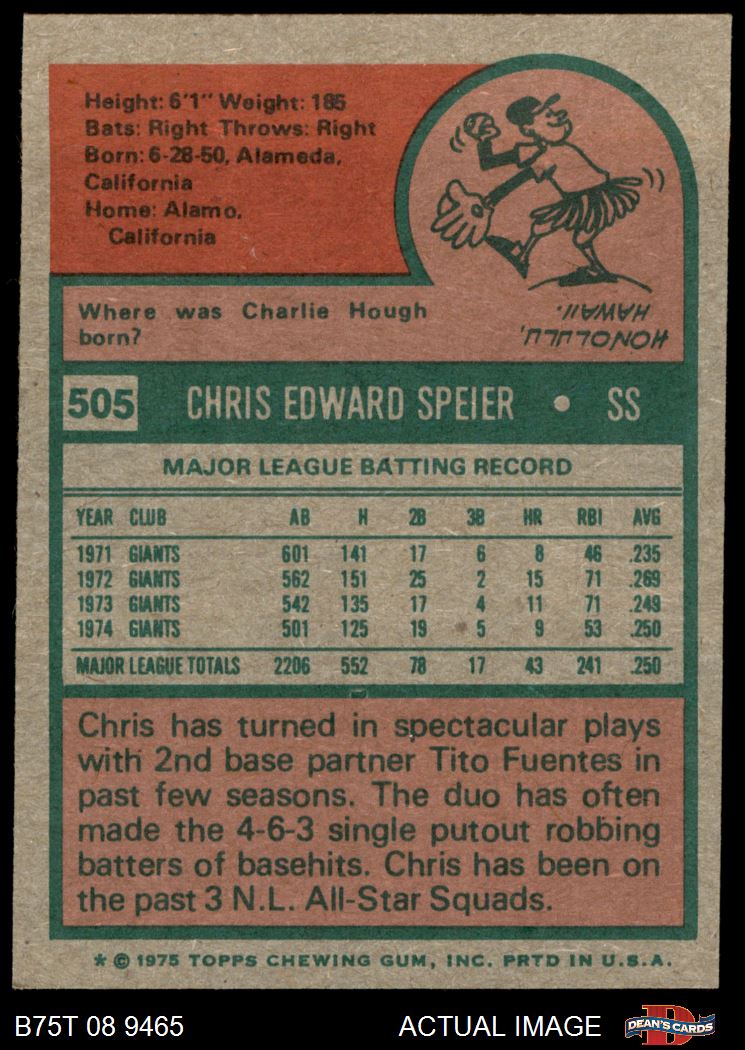 Height: 6'1" Weight: 185
Bats: Right Throws: Right
Born: 6-28-50, Alameda,
California
Home: Alamo,
California
Where was Charlie Hough
born?
HONOLULU,
HAWAII.
505 CHRIS EDWARD SPEIER • SS
MAJOR LEAGUE BATTING RECORD
YEAR CLUB AB H 2B 3B HR RBI AVG
1971 GIANTS 601 141 17 6 8 46 .235
1972 GIANTS 562 151 25 2 15 71 .269
1973 GIANTS 542 135 17 4 11 71 .249
1974 GIANTS 501 125 19 5 9 53 .250
MAJOR LEAGUE TOTALS 2206 552 78 17 43 241 .250
Chris has turned in spectacular plays
with 2nd base partner Tito Fuentes in
past few seasons. The duo has often
made the 4-6-3 single putout robbing
batters of basehits. Chris has been on
the past 3 N.L. All-Star Squads.
* © 1975 TOPPS CHEWING GUM, INC. PRTD IN U.S.A.
B75T 08 9465 ACTUAL IMAGE D DEAN'S CARDS